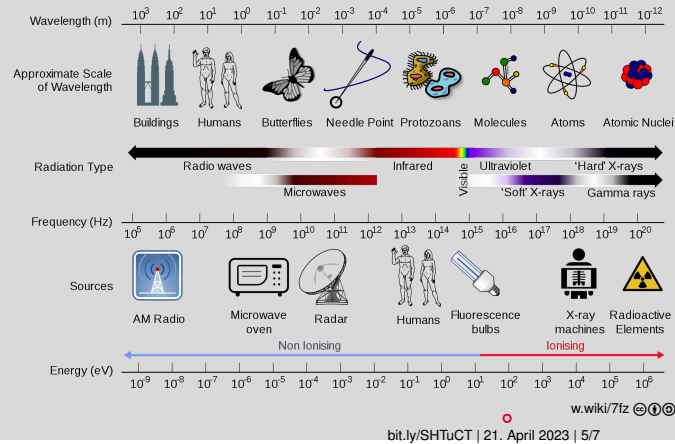 Wavelength (m)
10³ 10² 10¹ 10⁰ 10⁻¹ 10⁻² 10⁻³ 10⁻⁴ 10⁻⁵ 10⁻⁶ 10⁻⁷ 10⁻⁸ 10⁻⁹ 10⁻¹⁰ 10⁻¹¹ 10⁻¹²
Approximate Scale
of Wavelength
Buildings Humans Butterflies Needle Point Protozoans Molecules Atoms Atomic Nuclei
Radiation Type
Radio waves Infrared Visible Ultraviolet ‘Hard’ X-rays
Microwaves ‘Soft’ X-rays Gamma rays
Frequency (Hz)
10⁵ 10⁶ 10⁷ 10⁸ 10⁹ 10¹⁰ 10¹¹ 10¹² 10¹³ 10¹⁴ 10¹⁵ 10¹⁶ 10¹⁷ 10¹⁸ 10¹⁹ 10²⁰
Sources
AM Radio Microwave
oven Radar Humans Fluorescence
bulbs X-ray
machines Radioactive
Elements
Non Ionising Ionising
Energy (eV)
10⁻⁹ 10⁻⁸ 10⁻⁷ 10⁻⁶ 10⁻⁵ 10⁻⁴ 10⁻³ 10⁻² 10⁻¹ 10⁰ 10¹ 10² 10³ 10⁴ 10⁵ 10⁶
w.wiki/7fz
bit.ly/SHTuCT | 21. April 2023 | 5/7